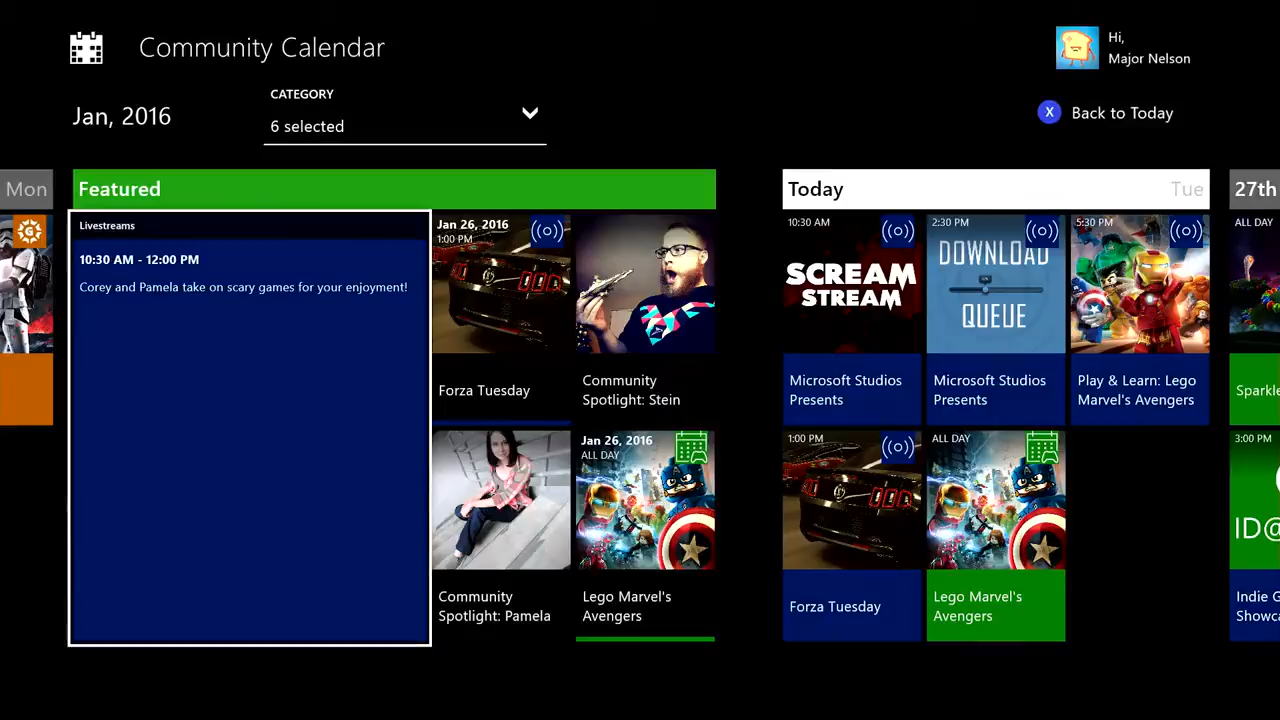 Community Calendar
Hi,
Major Nelson
Jan, 2016
CATEGORY
6 selected
X Back to Today
Mon
Featured
Livestreams
10:30 AM - 12:00 PM
Corey and Pamela take on scary games for your enjoyment!
Jan 26, 2016
1:00 PM
Forza Tuesday
Community
Spotlight: Stein
Community
Spotlight: Pamela
Jan 26, 2016
ALL DAY
Lego Marvel's
Avengers
Today
Tue
10:30 AM
SCREAM
STREAM
Microsoft Studios
Presents
2:30 PM
DOWNLOAD
QUEUE
Microsoft Studios
Presents
5:30 PM
Play & Learn: Lego
Marvel's Avengers
1:00 PM
Forza Tuesday
ALL DAY
Lego Marvel's
Avengers
27th
ALL DAY
Sparkle
3:00 PM
ID@
Indie G
Showca